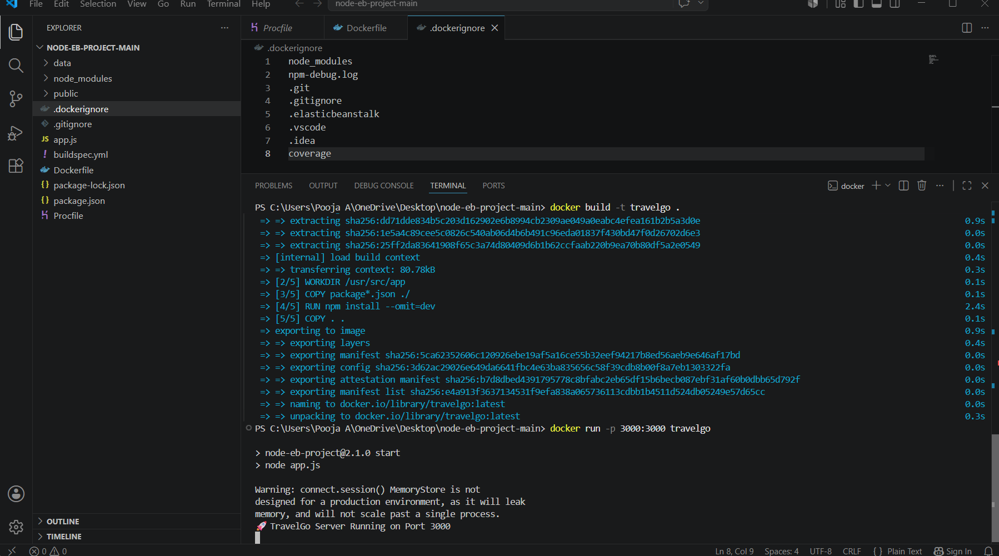 File Edit Selection View Go Run Terminal Help
node-eb-project-main
EXPLORER
NODE-EB-PROJECT-MAIN
data
node_modules
public
.dockerignore
.gitignore
JS app.js
! buildspec.yml
Dockerfile
{} package-lock.json
{} package.json
Procfile
OUTLINE
TIMELINE
Procfile
Dockerfile
.dockerignore
.dockerignore
1 node_modules
2 npm-debug.log
3 .git
4 .gitignore
5 .elasticbeanstalk
6 .vscode
7 .idea
8 coverage
PROBLEMS OUTPUT DEBUG CONSOLE TERMINAL PORTS
docker
PS C:\Users\Pooja A\OneDrive\Desktop\node-eb-project-main> docker build -t travelgo .
=> => extracting sha256:dd71dde834b5c203d162902e6b8994cb2309ae049a0eabc4efea161b2b5a3d0e 0.9s
=> => extracting sha256:1e5a4c89cee5c0826c540ab06d4b6b491c96eda01837f430bd47f0d26702d6e3 0.0s
=> => extracting sha256:25ff2da83641908f65c3a74d80409d6b1b62ccfaab220b9ea70b80df5a2e0549 0.0s
=> [internal] load build context 0.4s
=> => transferring context: 80.78kB 0.3s
=> [2/5] WORKDIR /usr/src/app 0.1s
=> [3/5] COPY package*.json ./ 0.1s
=> [4/5] RUN npm install --omit=dev 2.4s
=> [5/5] COPY . . 0.1s
=> exporting to image 0.9s
=> => exporting layers 0.4s
=> => exporting manifest sha256:5ca62352606c120926ebe19af5a16ce55b32eef94217b8ed56aeb9e646af17bd 0.0s
=> => exporting config sha256:3d62ac29026e649da6641fbc4e63ba835656c58f39cdb8b00f8a7eb1303322fa 0.0s
=> => exporting attestation manifest sha256:b7d8dbed4391795778c8bfabc2eb65df15b6becb087ebf31af60b0dbb65d792f 0.0s
=> => exporting manifest list sha256:e4a913f3637134531f9efa838a065736113cdbb1b4511d524db05249e57d65cc 0.0s
=> => naming to docker.io/library/travelgo:latest 0.0s
=> => unpacking to docker.io/library/travelgo:latest 0.3s
PS C:\Users\Pooja A\OneDrive\Desktop\node-eb-project-main> docker run -p 3000:3000 travelgo
> node-eb-project@2.1.0 start
> node app.js
Warning: connect.session() MemoryStore is not
designed for a production environment, as it will leak
memory, and will not scale past a single process.
🚀 TravelGo Server Running on Port 3000
0 0
Ln 8, Col 9 Spaces: 4 UTF-8 CRLF {} Plain Text Sign In